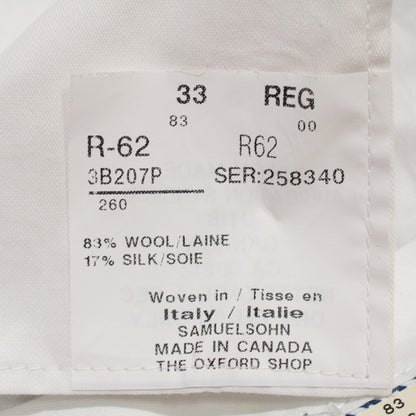 33 REG
83 00
R-62 R62
3B207P SER:258340
260
83% WOOL/LAINE
17% SILK/SOIE
Woven in / Tisse en
Italy / Italie
SAMUELSOHN
MADE IN CANADA
THE OXFORD SHOP
83